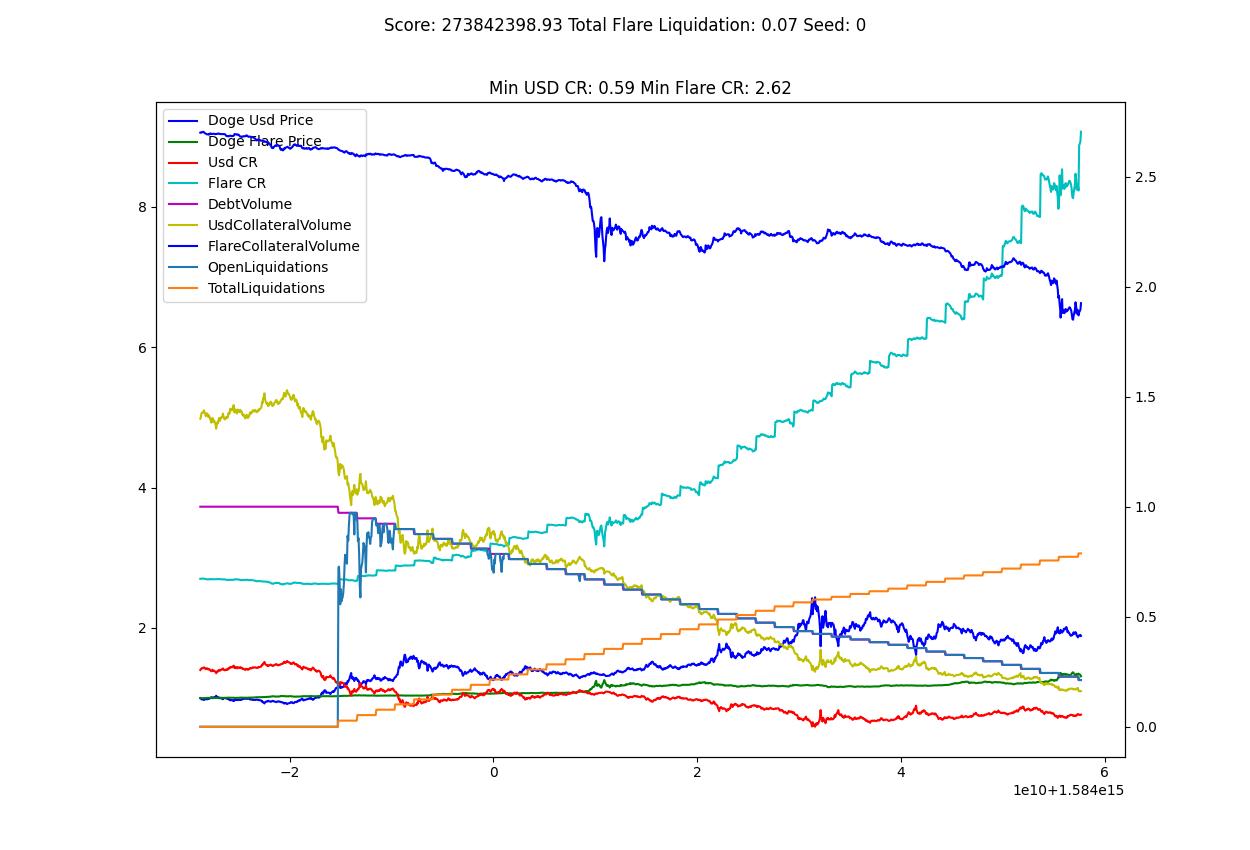 Score: 273842398.93 Total Flare Liquidation: 0.07 Seed: 0
Min USD CR: 0.59 Min Flare CR: 2.62
Doge Usd Price
Doge Flare Price
Usd CR
Flare CR
DebtVolume
UsdCollateralVolume
FlareCollateralVolume
OpenLiquidations
TotalLiquidations
8
6
4
2
2.5
2.0
1.5
1.0
0.5
0.0
−2
0
2
4
6
1e10+1.584e15